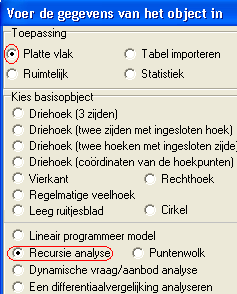 Voer de gegevens van het object in
Toepassing
Platte vlak Tabel importeren
Ruimtelijk Statistiek
Kies basisobject
Driehoek (3 zijden)
Driehoek (twee zijden met ingesloten hoek)
Driehoek (twee hoeken met ingesloten zijde)
Driehoek (coördinaten van de hoekpunten)
Vierkant Rechthoek
Regelmatige veelhoek
Leeg ruitjesblad Cirkel
Lineair programmeer model
Recursie analyse Puntenwolk
Dynamische vraag/aanbod analyse
Een differentiaalvergelijking analyseren